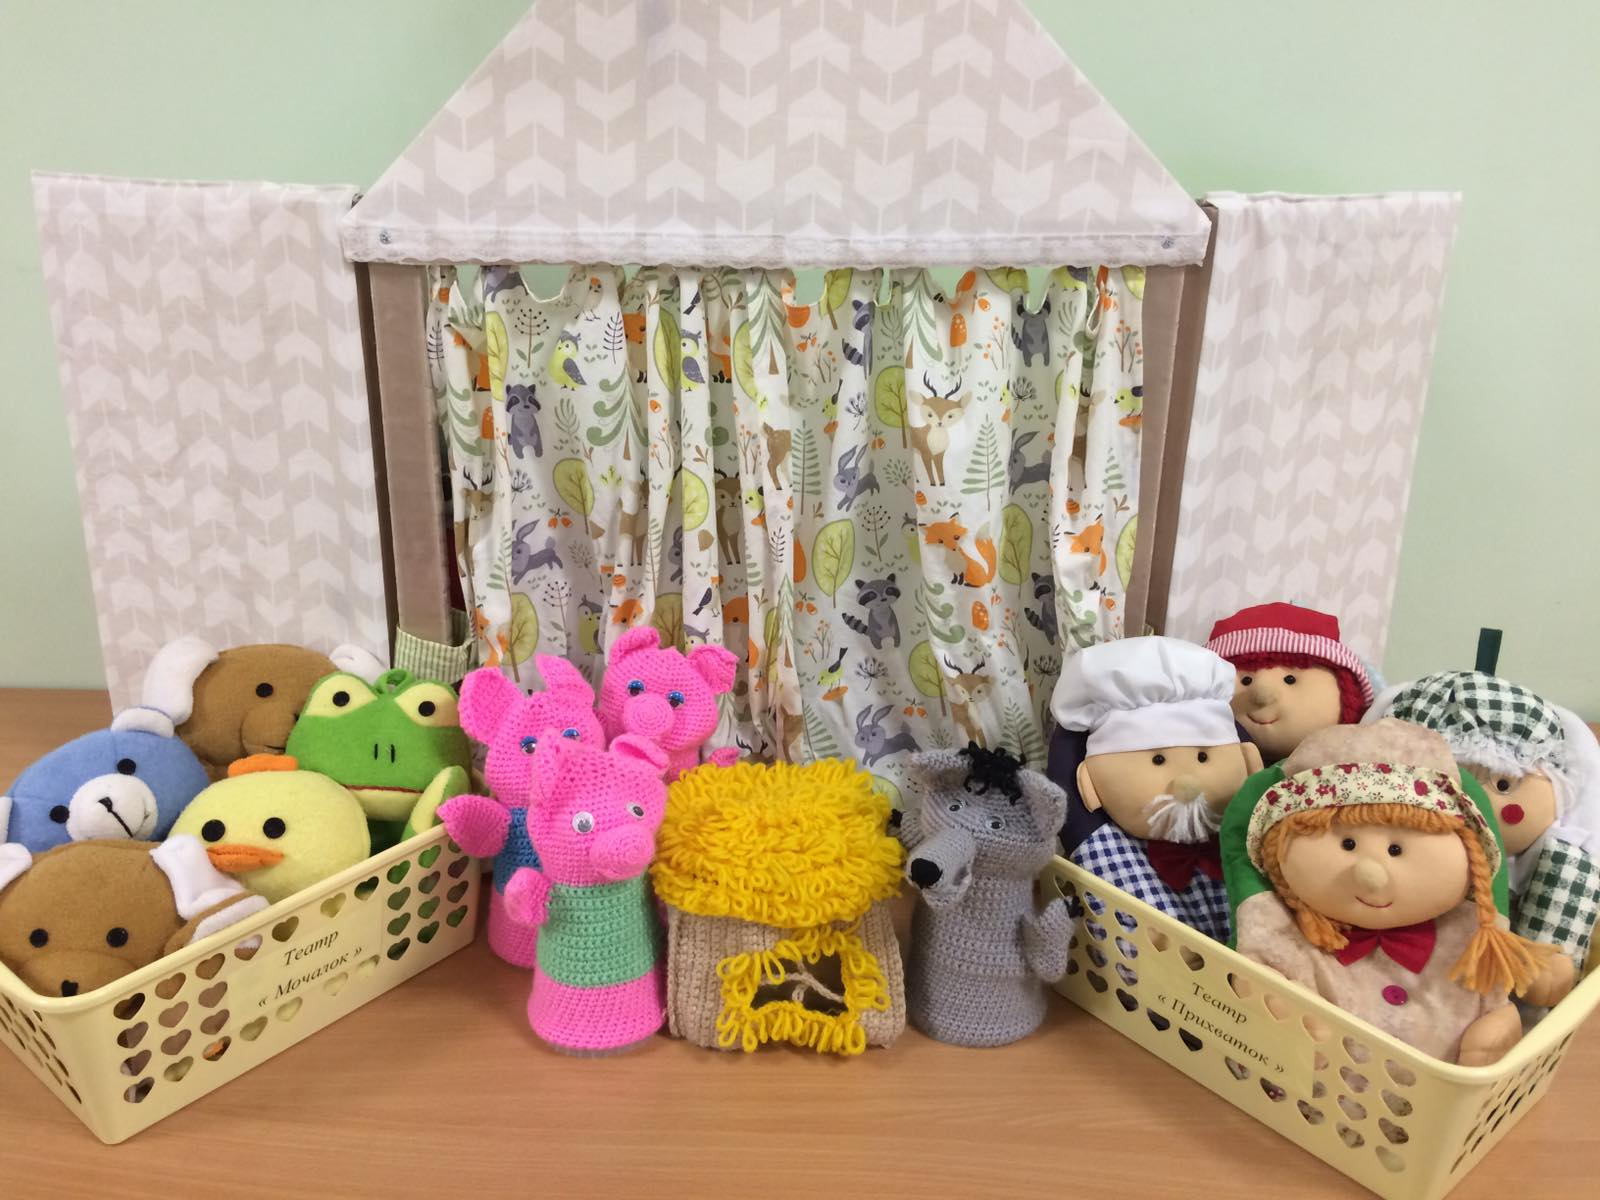 Театр
« Мочалок »
Театр
« Прихваток »